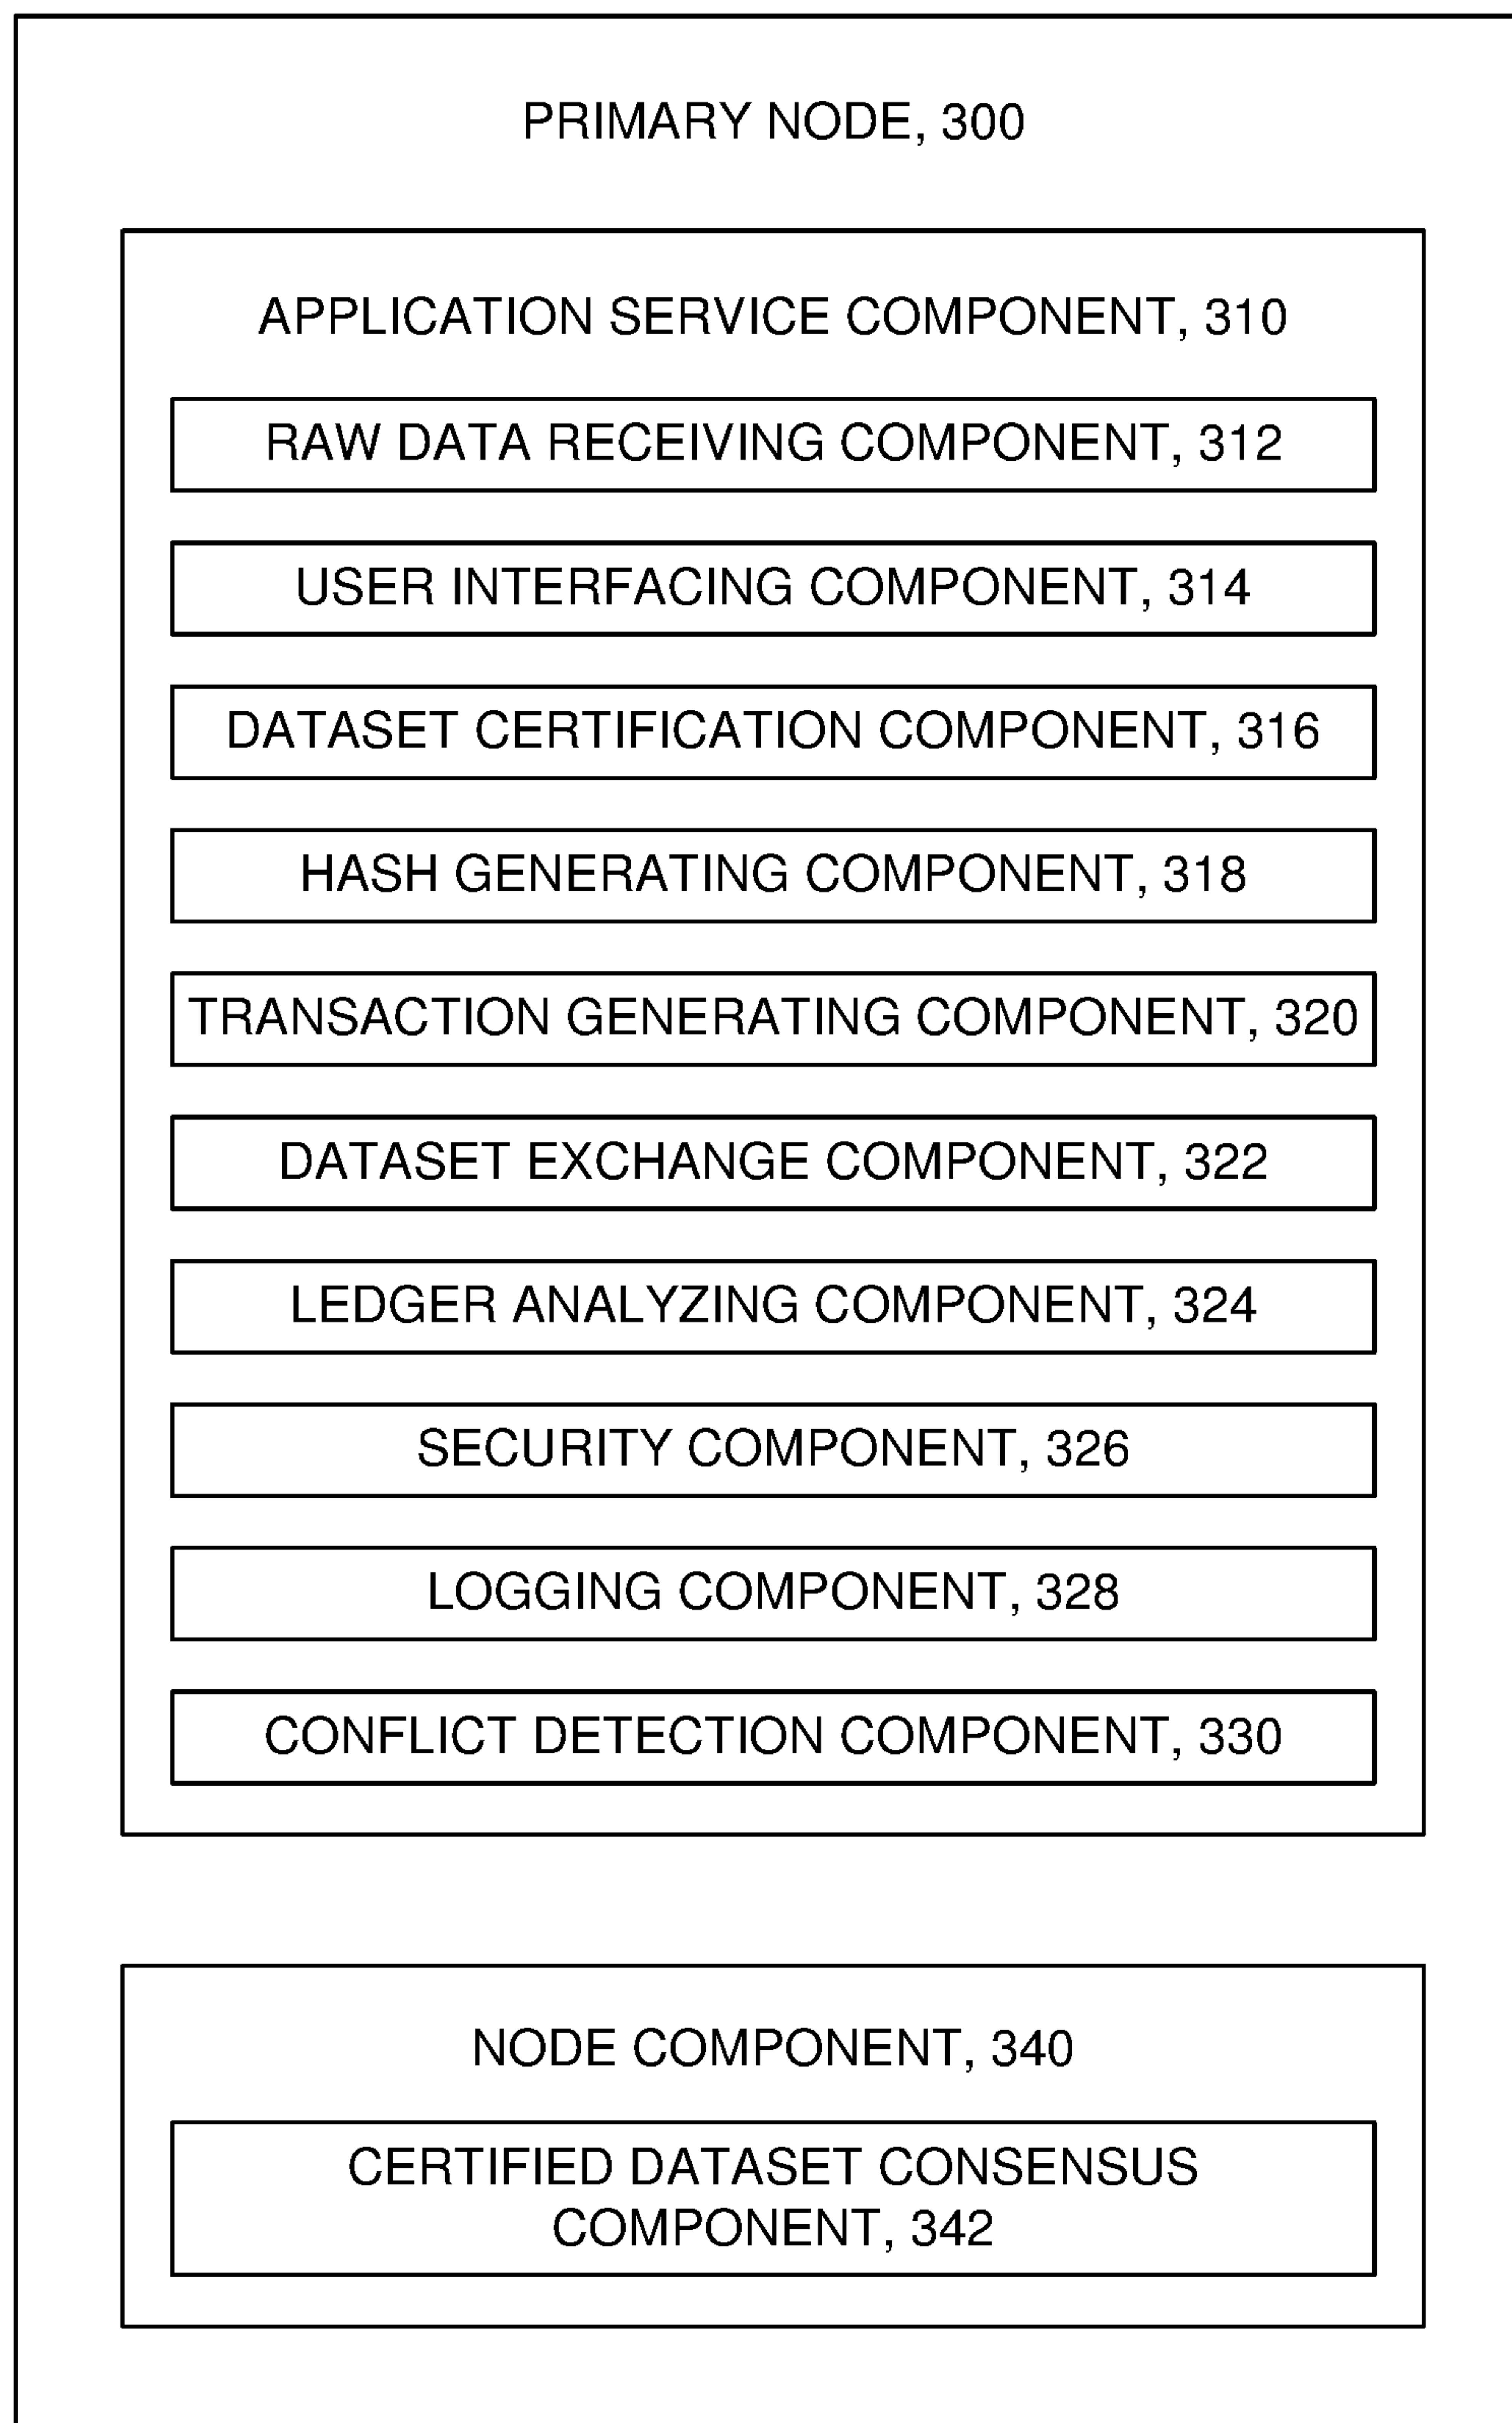 PRIMARY NODE, 300
APPLICATION SERVICE COMPONENT, 310
RAW DATA RECEIVING COMPONENT, 312
USER INTERFACING COMPONENT, 314
DATASET CERTIFICATION COMPONENT, 316
HASH GENERATING COMPONENT, 318
TRANSACTION GENERATING COMPONENT, 320
DATASET EXCHANGE COMPONENT, 322
LEDGER ANALYZING COMPONENT, 324
SECURITY COMPONENT, 326
LOGGING COMPONENT, 328
CONFLICT DETECTION COMPONENT, 330
NODE COMPONENT, 340
CERTIFIED DATASET CONSENSUS
COMPONENT, 342